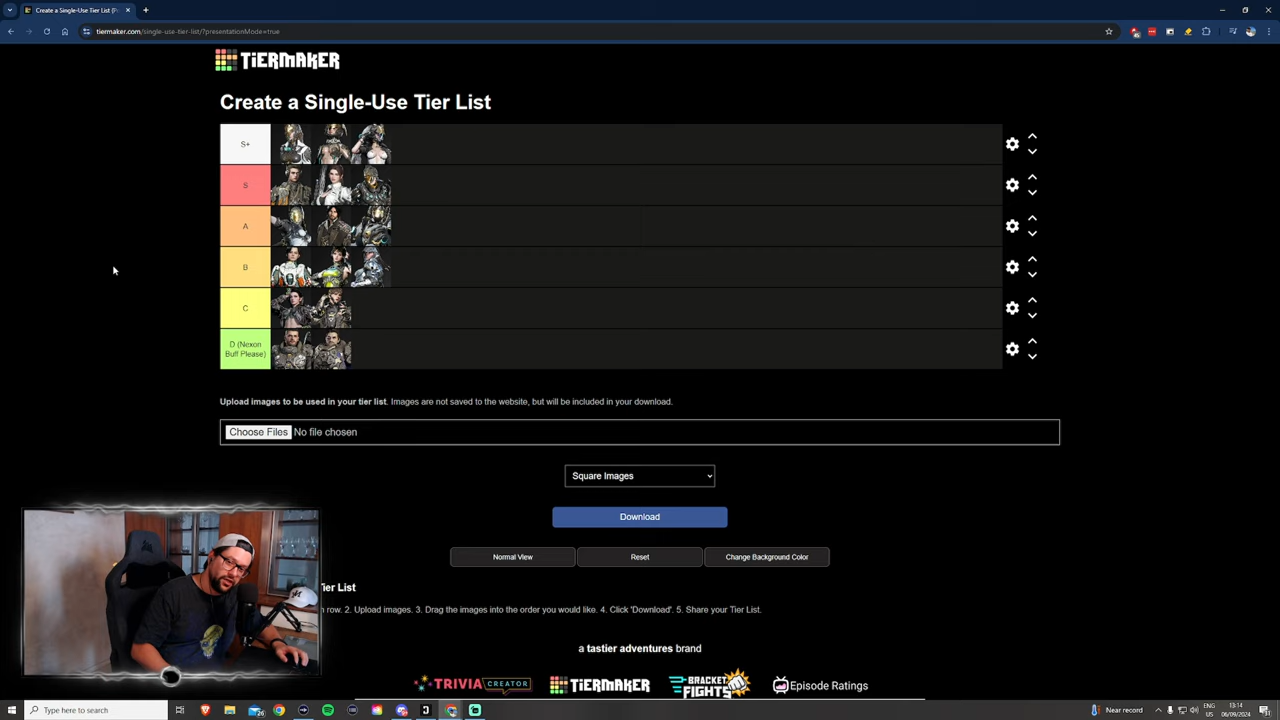 Create a Single-Use Tier List (P
tiermaker.com/single-use-tier-list/?presentationMode=true
TiERMAKER
Create a Single-Use Tier List
S+
S
A
B
C
D (Nexon
Buff Please)
Upload images to be used in your tier list. Images are not saved to the website, but will be included in your download.
Choose Files No file chosen
Square Images
Download
Normal View Reset Change Background Color
Tier List
row. 2. Upload images. 3. Drag the images into the order you would like. 4. Click 'Download'. 5. Share your Tier List.
a tastier adventures brand
TRIVIA CREATOR TiERMAKER BRACKET FIGHTS Episode Ratings
Type here to search
Near record
ENG
US
13:14
06/09/2024